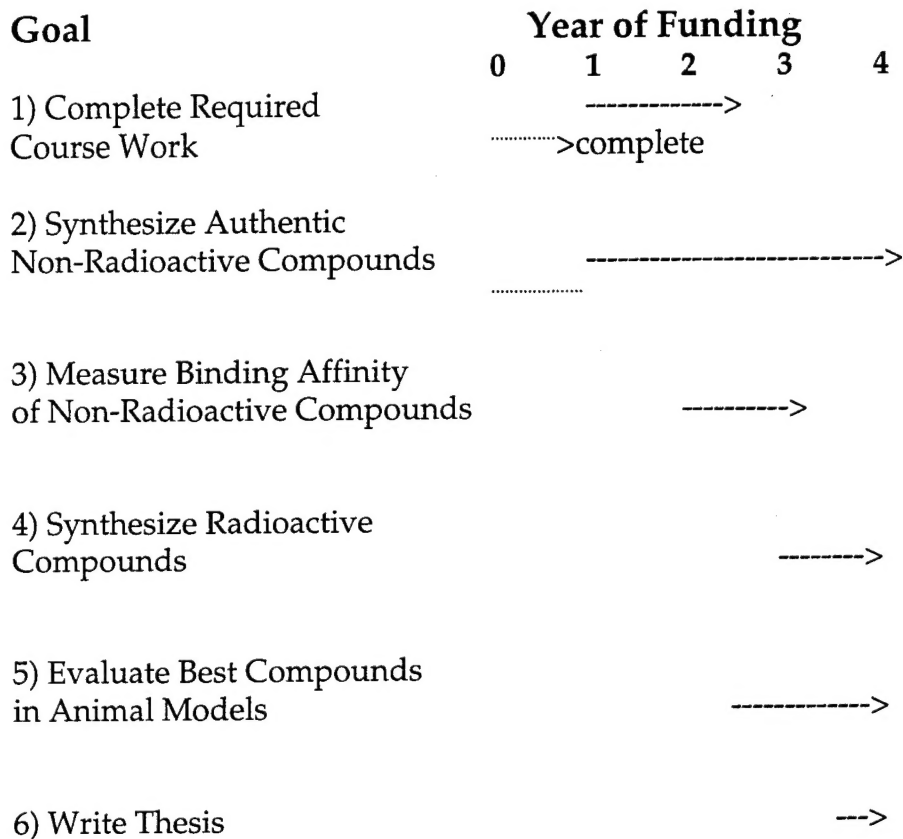 Goal Year of Funding
0 1 2 3 4
1) Complete Required ------------->
Course Work .............>complete
2) Synthesize Authentic
Non-Radioactive Compounds ---------------------------->
...................
3) Measure Binding Affinity
of Non-Radioactive Compounds ---------->
4) Synthesize Radioactive
Compounds -------->
5) Evaluate Best Compounds
in Animal Models ------------->
6) Write Thesis --->